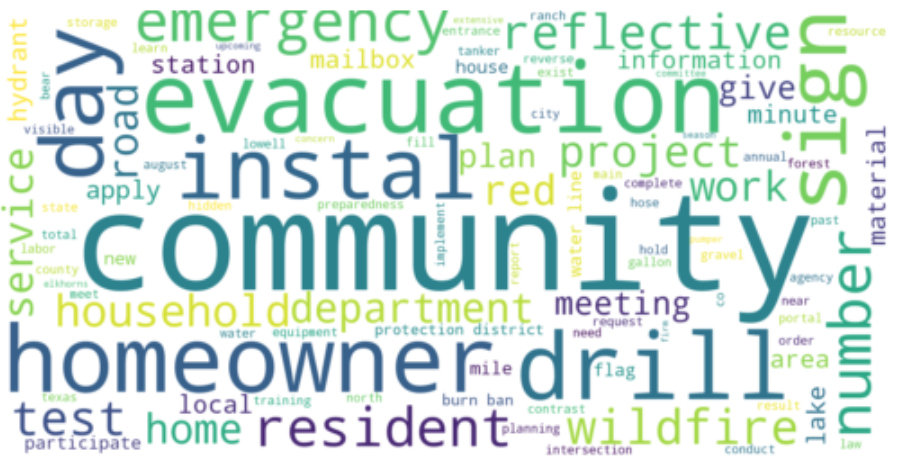 storage
emergency
extensive
entrance
ranch
reflective
resource
hydrant
bear
learn
upcoming
day
station
mailbox
tanker
house
reverse
exist
information
committee
sign
road
evacuation
give
city
minute
visible
service
august
lowell
concern
fill
season
instal
plan
project
annual
forest
material
apply
red
line
main
complete
work
state
hidden
preparedness
implement
hose
past
community
total
labor
new
county
elkhorns
meet
report
water
hold
gallon
pumper
gravel
agency
number
household
department
meeting
co
near
portal
request
water
equipment
protection district
need
fire
order
homeowner
mile
drill
flag
area
texas
local
training
north
burn ban
contrast
result
lake
law
test
participate
home
resident
planning
wildfire
intersection
conduct